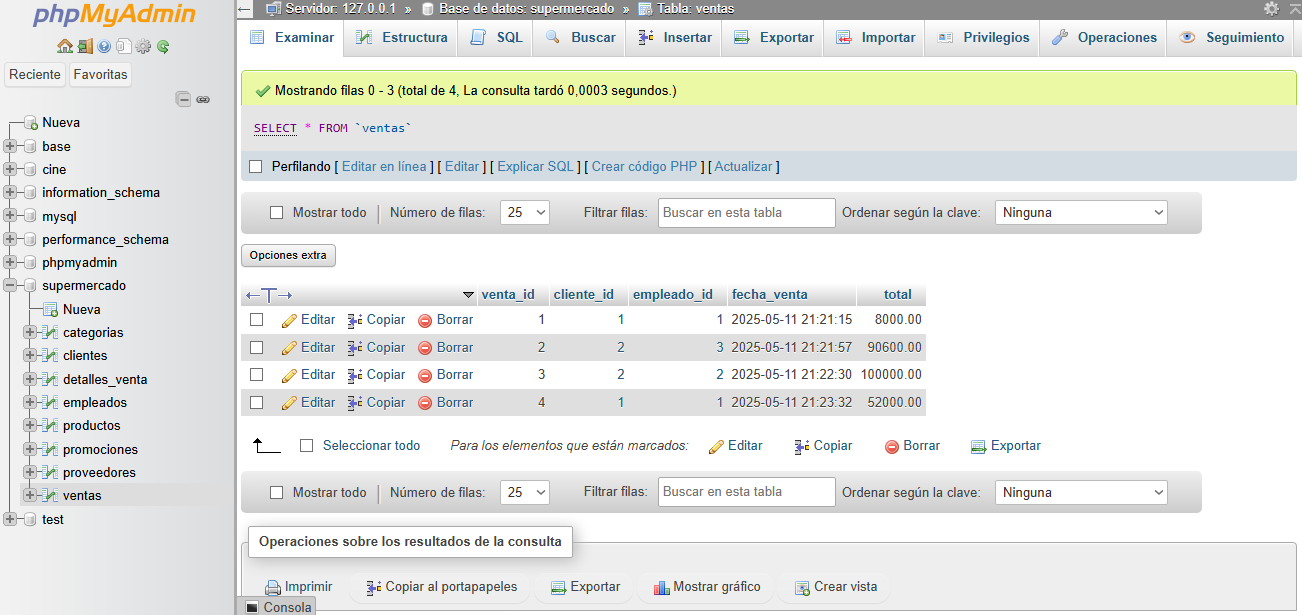 phpMyAdmin
Reciente Favoritas
Nueva
base
cine
information_schema
mysql
performance_schema
phpmyadmin
supermercado
Nueva
categorias
clientes
detalles_venta
empleados
productos
promociones
proveedores
ventas
test
Servidor: 127.0.0.1 » Base de datos: supermercado » Tabla: ventas
Examinar Estructura SQL Buscar Insertar Exportar Importar Privilegios Operaciones Seguimiento
Mostrando filas 0 - 3 (total de 4, La consulta tardó 0,0003 segundos.)
SELECT * FROM `ventas`
Perfilando [ Editar en línea ] [ Editar ] [ Explicar SQL ] [ Crear código PHP ] [ Actualizar ]
Mostrar todo | Número de filas: 25 Filtrar filas: Buscar en esta tabla Ordenar según la clave: Ninguna
Opciones extra
venta_id cliente_id empleado_id fecha_venta total
Editar Copiar Borrar 1 1 1 2025-05-11 21:21:15 8000.00
Editar Copiar Borrar 2 2 3 2025-05-11 21:21:57 90600.00
Editar Copiar Borrar 3 2 2 2025-05-11 21:22:30 100000.00
Editar Copiar Borrar 4 1 1 2025-05-11 21:23:32 52000.00
Seleccionar todo Para los elementos que están marcados: Editar Copiar Borrar Exportar
Mostrar todo | Número de filas: 25 Filtrar filas: Buscar en esta tabla Ordenar según la clave: Ninguna
Operaciones sobre los resultados de la consulta
Imprimir Copiar al portapapeles Exportar Mostrar gráfico Crear vista
Consola